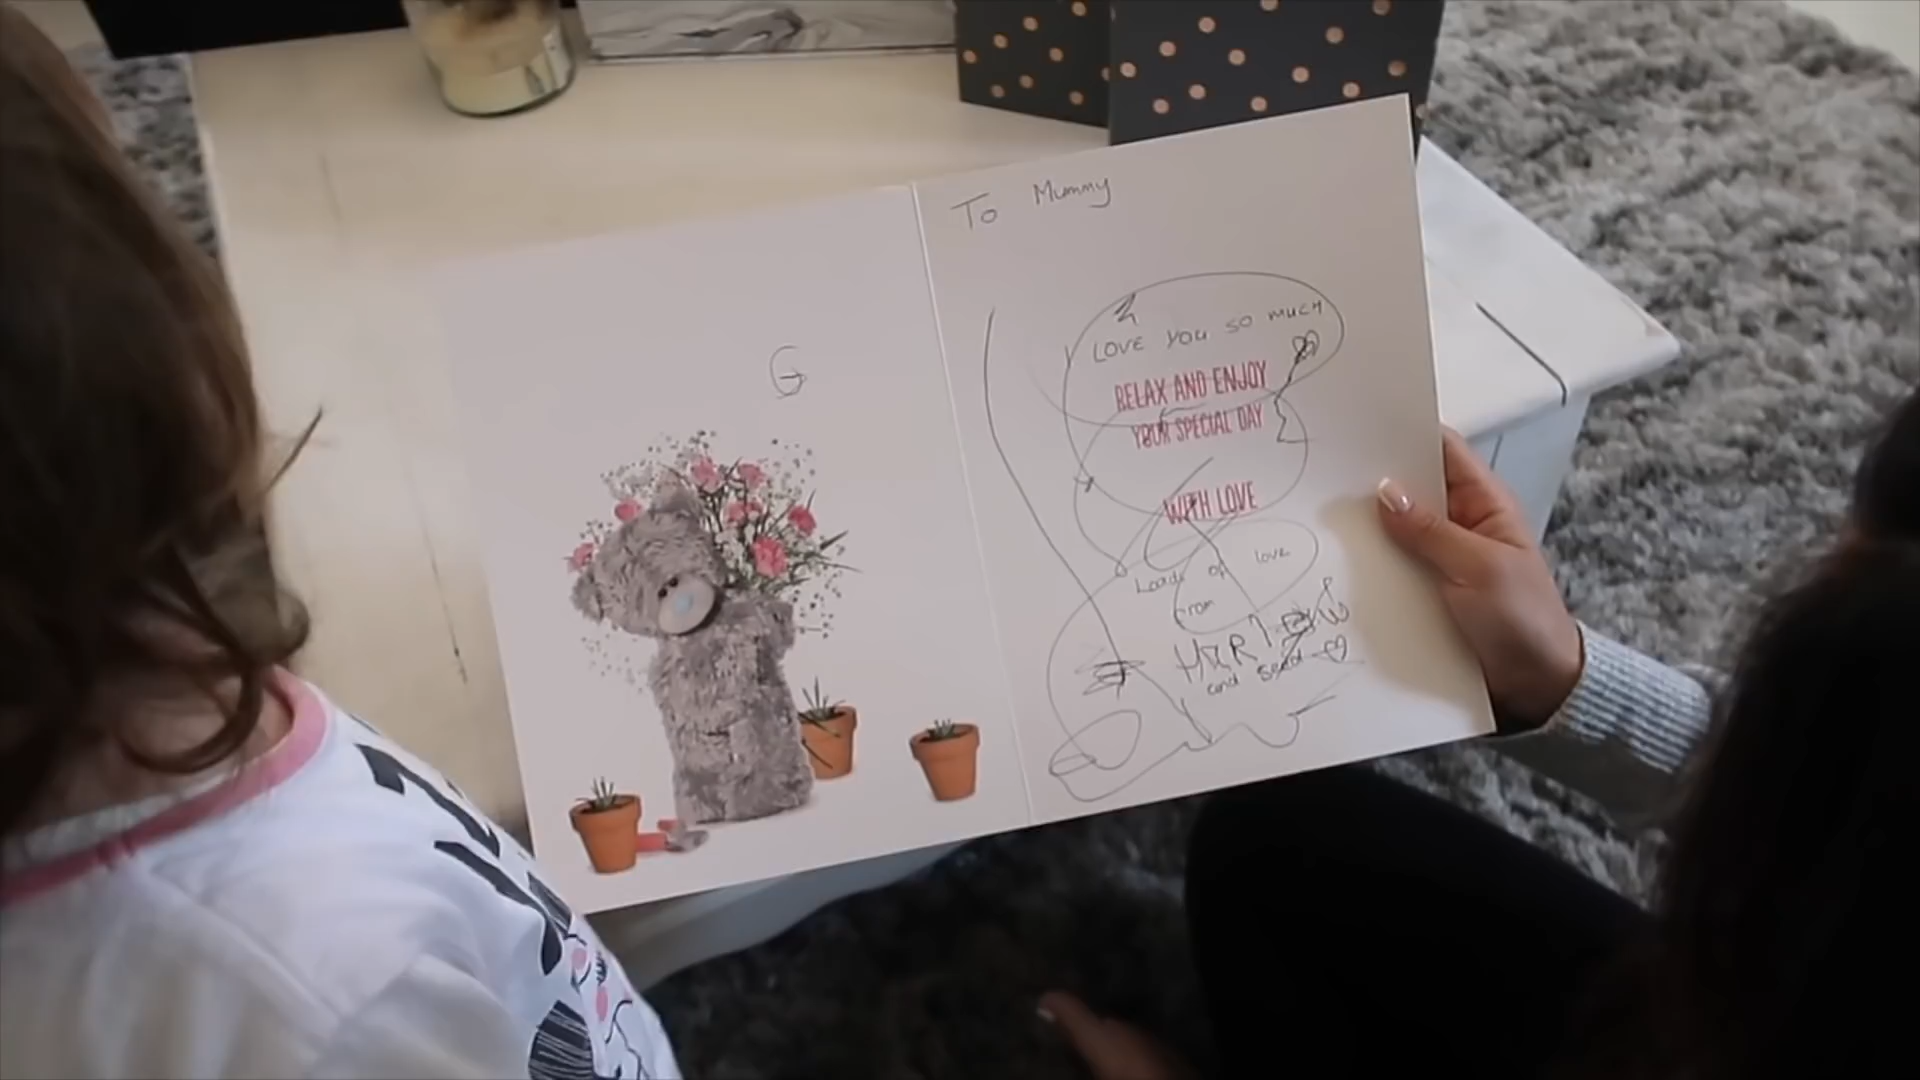 G
To Mummy
LOVE YOU SO MUCH
RELAX AND ENJOY
YOUR SPECIAL DAY
WITH LOVE
Loads of love
From
and